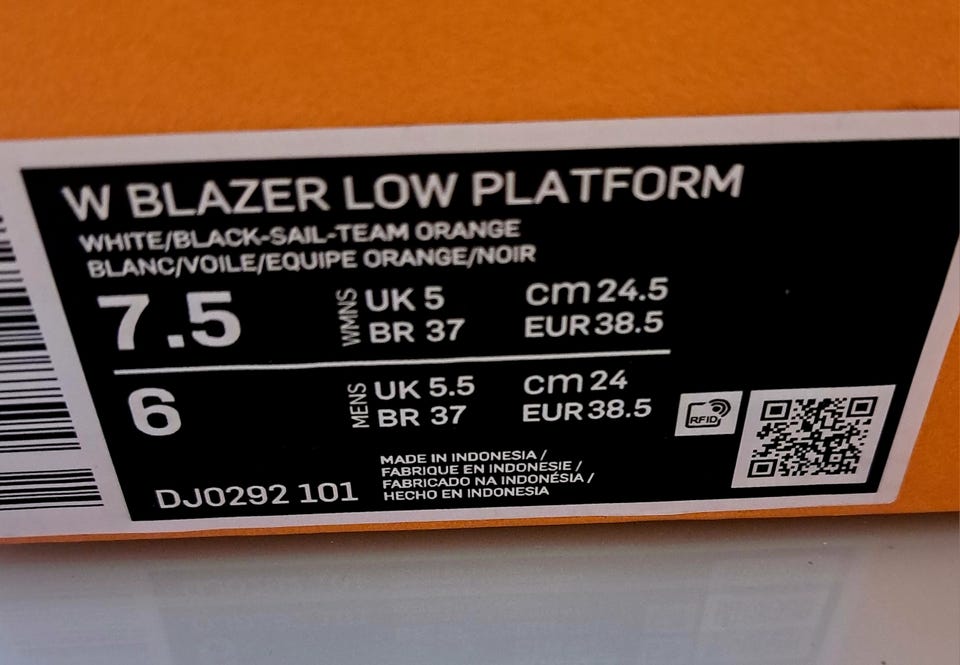 W BLAZER LOW PLATFORM
WHITE/BLACK-SAIL-TEAM ORANGE
BLANC/VOILE/EQUIPE ORANGE/NOIR
7.5 WMNS UK 5 cm 24.5
BR 37 EUR 38.5
6 MENS UK 5.5 cm 24
BR 37 EUR 38.5
RFID
MADE IN INDONESIA /
FABRIQUE EN INDONESIE /
FABRICADO NA INDONÉSIA /
HECHO EN INDONESIA
DJ0292 101